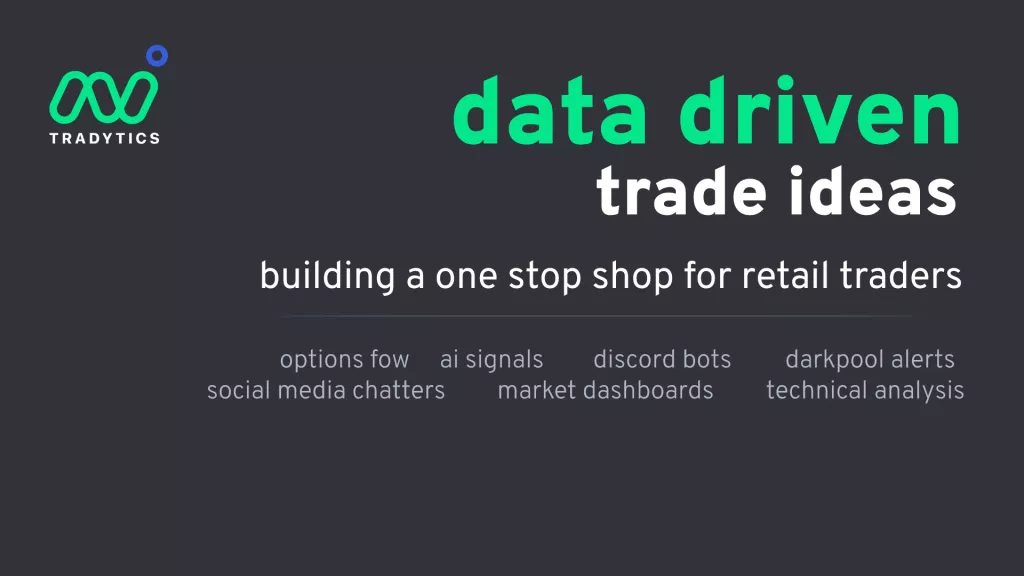 TRADYTICS
data driven
trade ideas
building a one stop shop for retail traders
options fow ai signals discord bots darkpool alerts
social media chatters market dashboards technical analysis